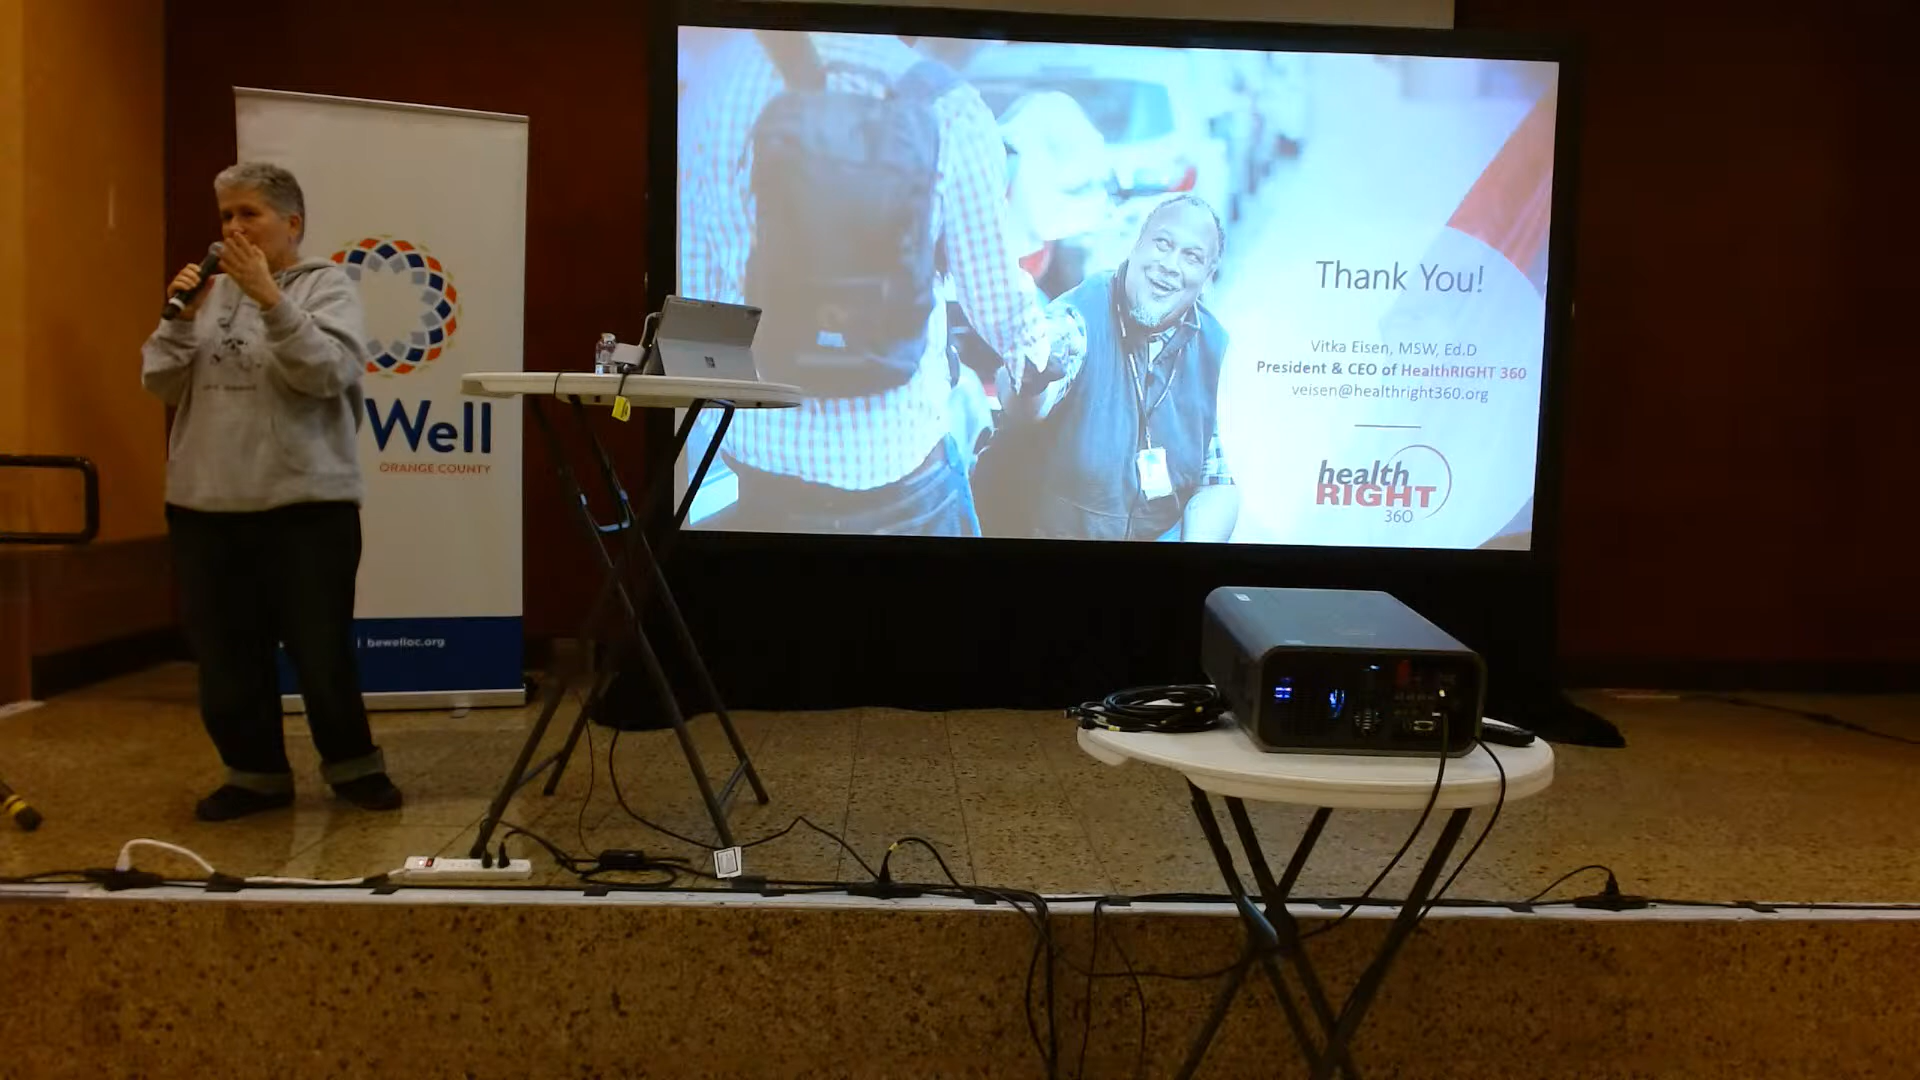 Well
ORANGE COUNTY
bewelloc.org
Thank You!
Vitka Eisen, MSW, Ed.D
President & CEO of HealthRIGHT 360
veisen@healthright360.org
health
RIGHT
360